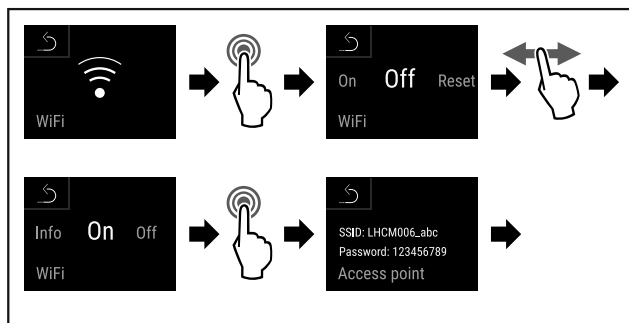 WiFi
On Off Reset
WiFi
Info On Off
WiFi
SSID: LHCM006_abc
Password: 123456789
Access point